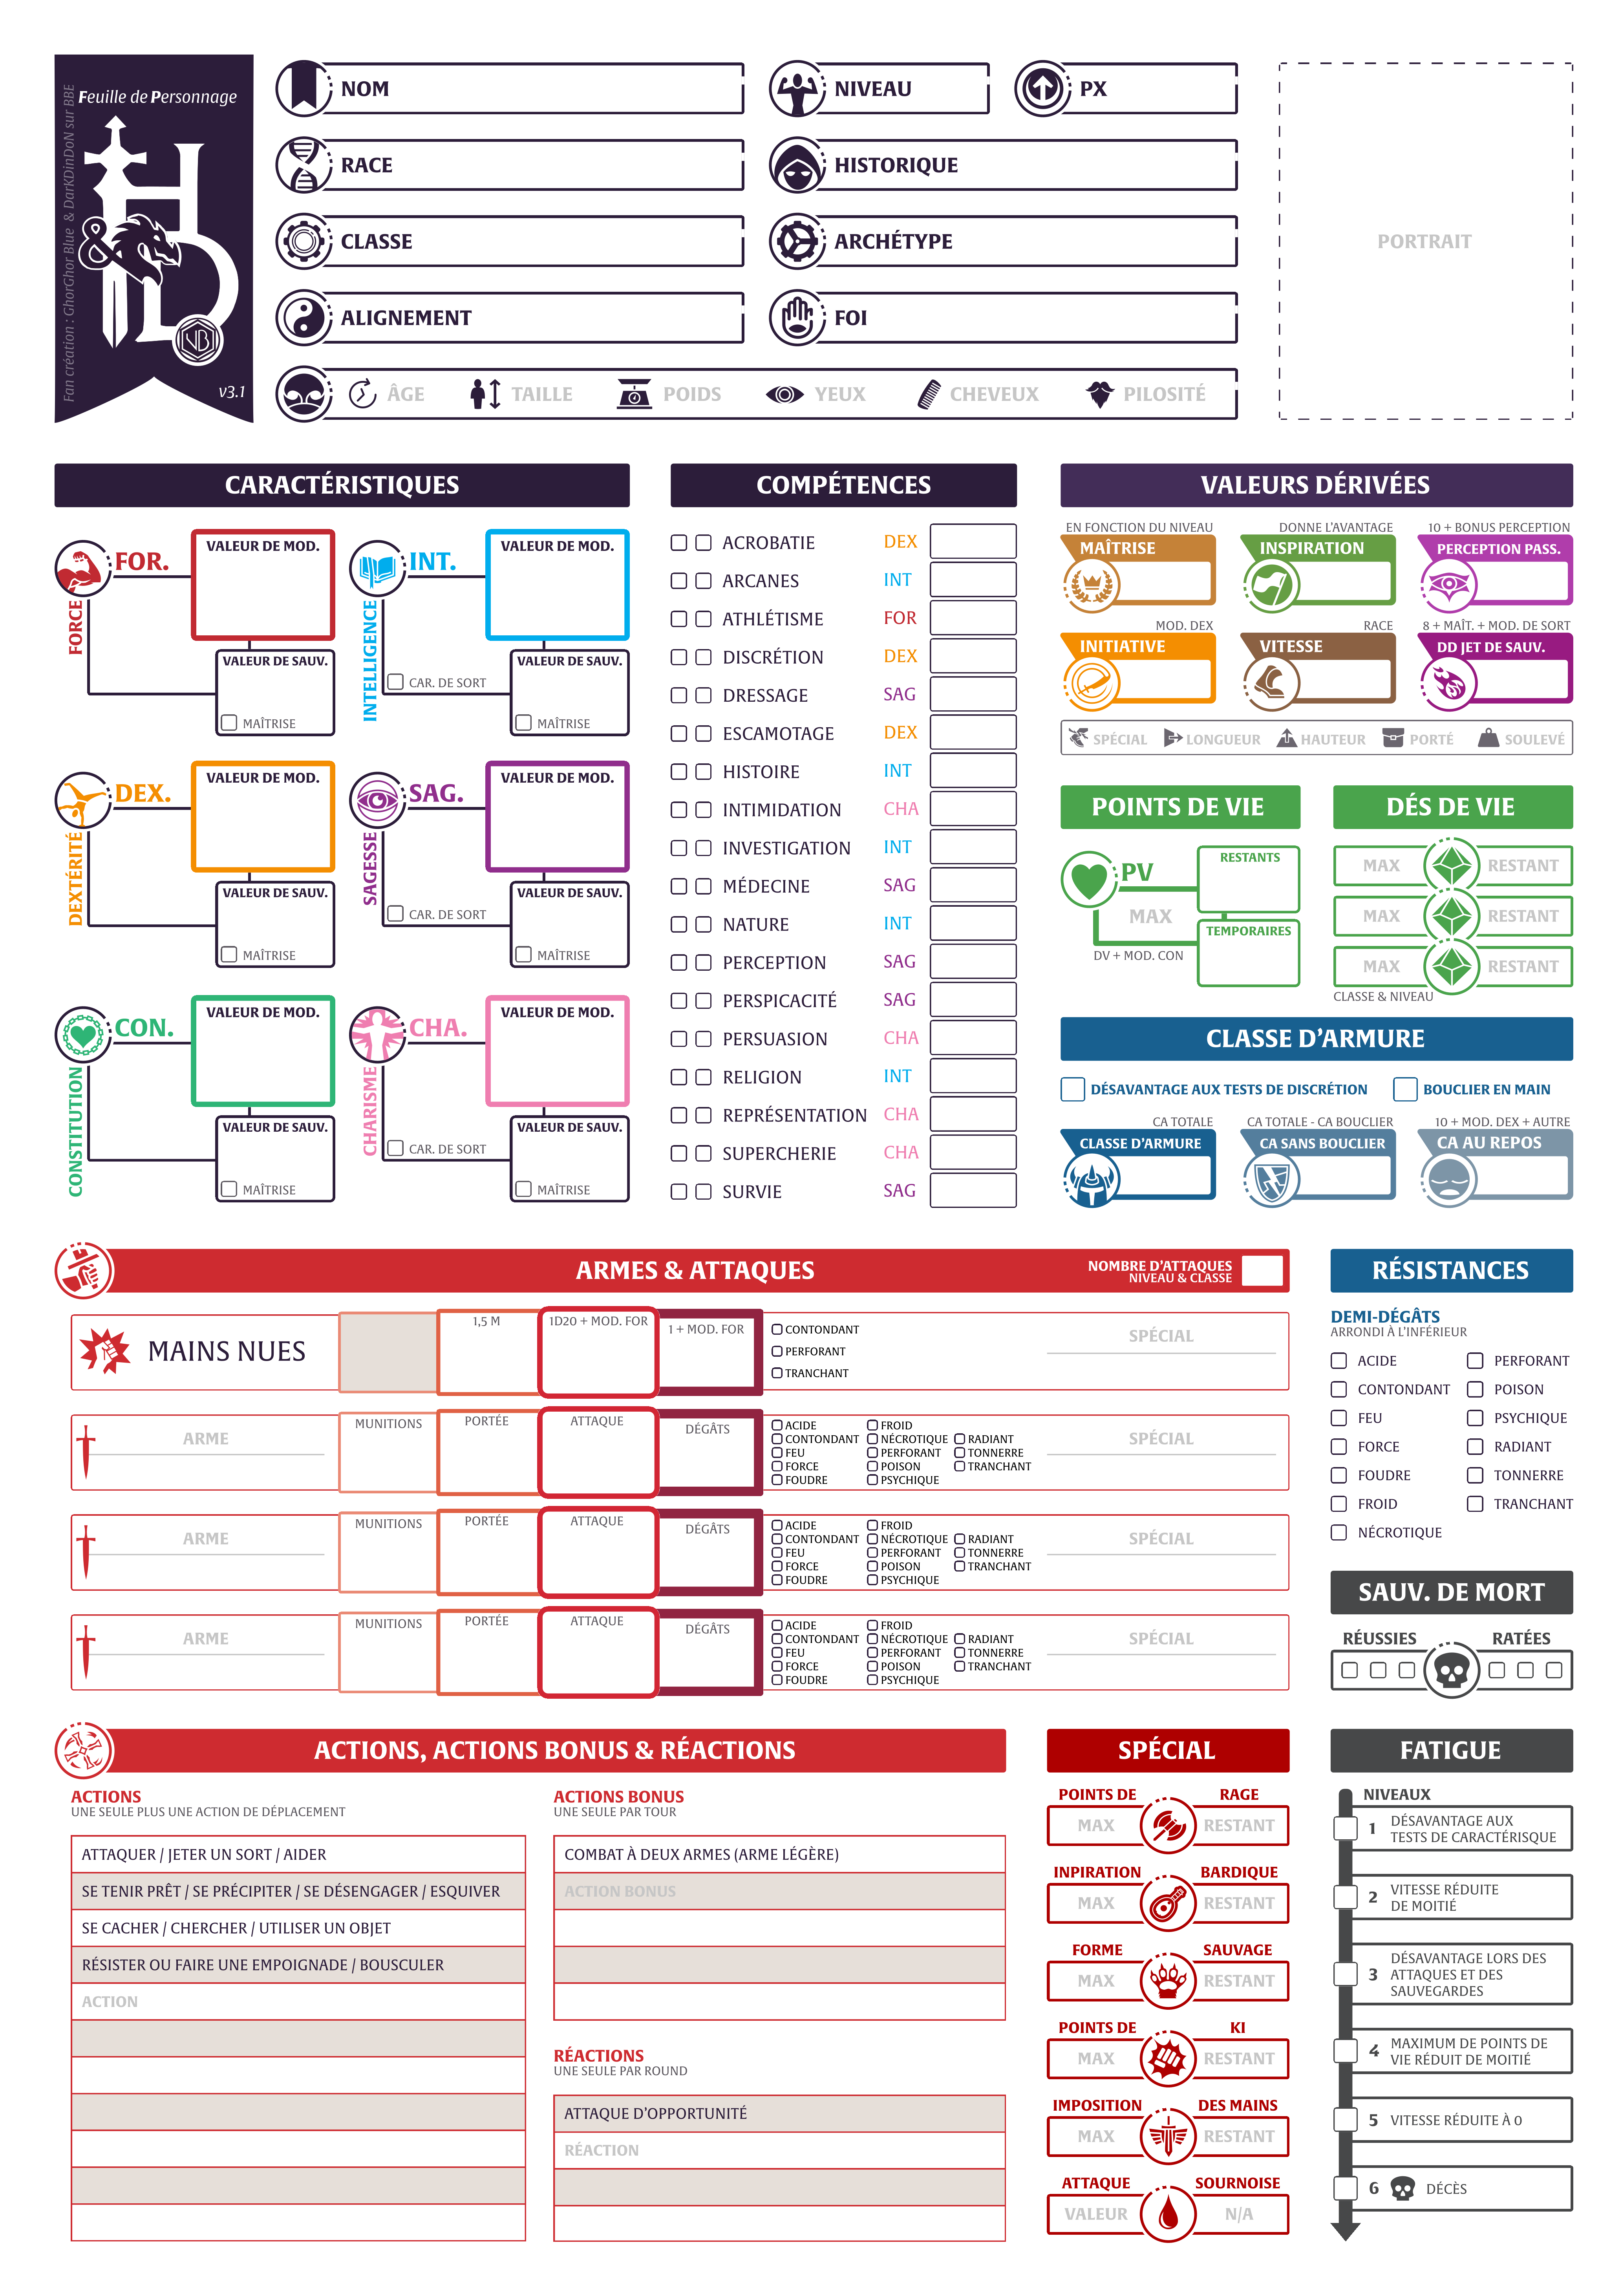 Feuille de Personnage
Fan création : GhorGhor Blue & DarKDinDoN sur BBE
H
&
D
VB
v3.1
NOM
NIVEAU
PX
RACE
HISTORIQUE
CLASSE
ARCHÉTYPE
ALIGNEMENT
FOI
ÂGE TAILLE POIDS YEUX CHEVEUX PILOSITÉ
PORTRAIT
CARACTÉRISTIQUES
FOR.
FORCE
VALEUR DE MOD.
VALEUR DE SAUV.
MAÎTRISE
INT.
INTELLIGENCE
VALEUR DE MOD.
CAR. DE SORT
VALEUR DE SAUV.
MAÎTRISE
DEX.
DEXTÉRITÉ
VALEUR DE MOD.
VALEUR DE SAUV.
MAÎTRISE
SAG.
SAGESSE
VALEUR DE MOD.
CAR. DE SORT
VALEUR DE SAUV.
MAÎTRISE
CON.
CONSTITUTION
VALEUR DE MOD.
VALEUR DE SAUV.
MAÎTRISE
CHA.
CHARISME
VALEUR DE MOD.
CAR. DE SORT
VALEUR DE SAUV.
MAÎTRISE
COMPÉTENCES
ACROBATIE DEX
ARCANES INT
ATHLÉTISME FOR
DISCRÉTION DEX
DRESSAGE SAG
ESCAMOTAGE DEX
HISTOIRE INT
INTIMIDATION CHA
INVESTIGATION INT
MÉDECINE SAG
NATURE INT
PERCEPTION SAG
PERSPICACITÉ SAG
PERSUASION CHA
RELIGION INT
REPRÉSENTATION CHA
SUPERCHERIE CHA
SURVIE SAG
VALEURS DÉRIVÉES
EN FONCTION DU NIVEAU
MAÎTRISE
DONNE L'AVANTAGE
INSPIRATION
10 + BONUS PERCEPTION
PERCEPTION PASS.
MOD. DEX
INITIATIVE
RACE
VITESSE
8 + MAÎT. + MOD. DE SORT
DD JET DE SAUV.
SPÉCIAL LONGUEUR HAUTEUR PORTÉ SOULEVÉ
POINTS DE VIE
PV
MAX
DV + MOD. CON
RESTANTS
TEMPORAIRES
DÉS DE VIE
MAX RESTANT
MAX RESTANT
MAX RESTANT
CLASSE & NIVEAU
CLASSE D'ARMURE
DÉSAVANTAGE AUX TESTS DE DISCRÉTION
BOUCLIER EN MAIN
CA TOTALE
CLASSE D'ARMURE
CA TOTALE - CA BOUCLIER
CA SANS BOUCLIER
10 + MOD. DEX + AUTRE
CA AU REPOS
ARMES & ATTAQUES
NOMBRE D'ATTAQUES
NIVEAU & CLASSE
MAINS NUES
1,5 M
1D20 + MOD. FOR
1 + MOD. FOR
CONTONDANT
PERFORANT
TRANCHANT
SPÉCIAL
ARME
MUNITIONS
PORTÉE
ATTAQUE
DÉGÂTS
ACIDE FROID
CONTONDANT NÉCROTIQUE RADIANT
FEU PERFORANT TONNERRE
FORCE POISON TRANCHANT
FOUDRE PSYCHIQUE
SPÉCIAL
ARME
MUNITIONS
PORTÉE
ATTAQUE
DÉGÂTS
ACIDE FROID
CONTONDANT NÉCROTIQUE RADIANT
FEU PERFORANT TONNERRE
FORCE POISON TRANCHANT
FOUDRE PSYCHIQUE
SPÉCIAL
ARME
MUNITIONS
PORTÉE
ATTAQUE
DÉGÂTS
ACIDE FROID
CONTONDANT NÉCROTIQUE RADIANT
FEU PERFORANT TONNERRE
FORCE POISON TRANCHANT
FOUDRE PSYCHIQUE
SPÉCIAL
RÉSISTANCES
DEMI-DÉGÂTS
ARRONDI À L'INFÉRIEUR
ACIDE PERFORANT
CONTONDANT POISON
FEU PSYCHIQUE
FORCE RADIANT
FOUDRE TONNERRE
FROID TRANCHANT
NÉCROTIQUE
SAUV. DE MORT
RÉUSSIES RATÉES
ACTIONS, ACTIONS BONUS & RÉACTIONS
ACTIONS
UNE SEULE PLUS UNE ACTION DE DÉPLACEMENT
ATTAQUER / JETER UN SORT / AIDER
SE TENIR PRÊT / SE PRÉCIPITER / SE DÉSENGAGER / ESQUIVER
SE CACHER / CHERCHER / UTILISER UN OBJET
RÉSISTER OU FAIRE UNE EMPOIGNADE / BOUSCULER
ACTION
ACTIONS BONUS
UNE SEULE PAR TOUR
COMBAT À DEUX ARMES (ARME LÉGÈRE)
ACTION BONUS
RÉACTIONS
UNE SEULE PAR ROUND
ATTAQUE D'OPPORTUNITÉ
RÉACTION
SPÉCIAL
POINTS DE RAGE
MAX RESTANT
INPIRATION BARDIQUE
MAX RESTANT
FORME SAUVAGE
MAX RESTANT
POINTS DE KI
MAX RESTANT
IMPOSITION DES MAINS
MAX RESTANT
ATTAQUE SOURNOISE
VALEUR N/A
FATIGUE
NIVEAUX
1 DÉSAVANTAGE AUX
TESTS DE CARACTÉRISQUE
2 VITESSE RÉDUITE
DE MOITIÉ
3 DÉSAVANTAGE LORS DES
ATTAQUES ET DES
SAUVEGARDES
4 MAXIMUM DE POINTS DE
VIE RÉDUIT DE MOITIÉ
5 VITESSE RÉDUITE À 0
6 DÉCÈS